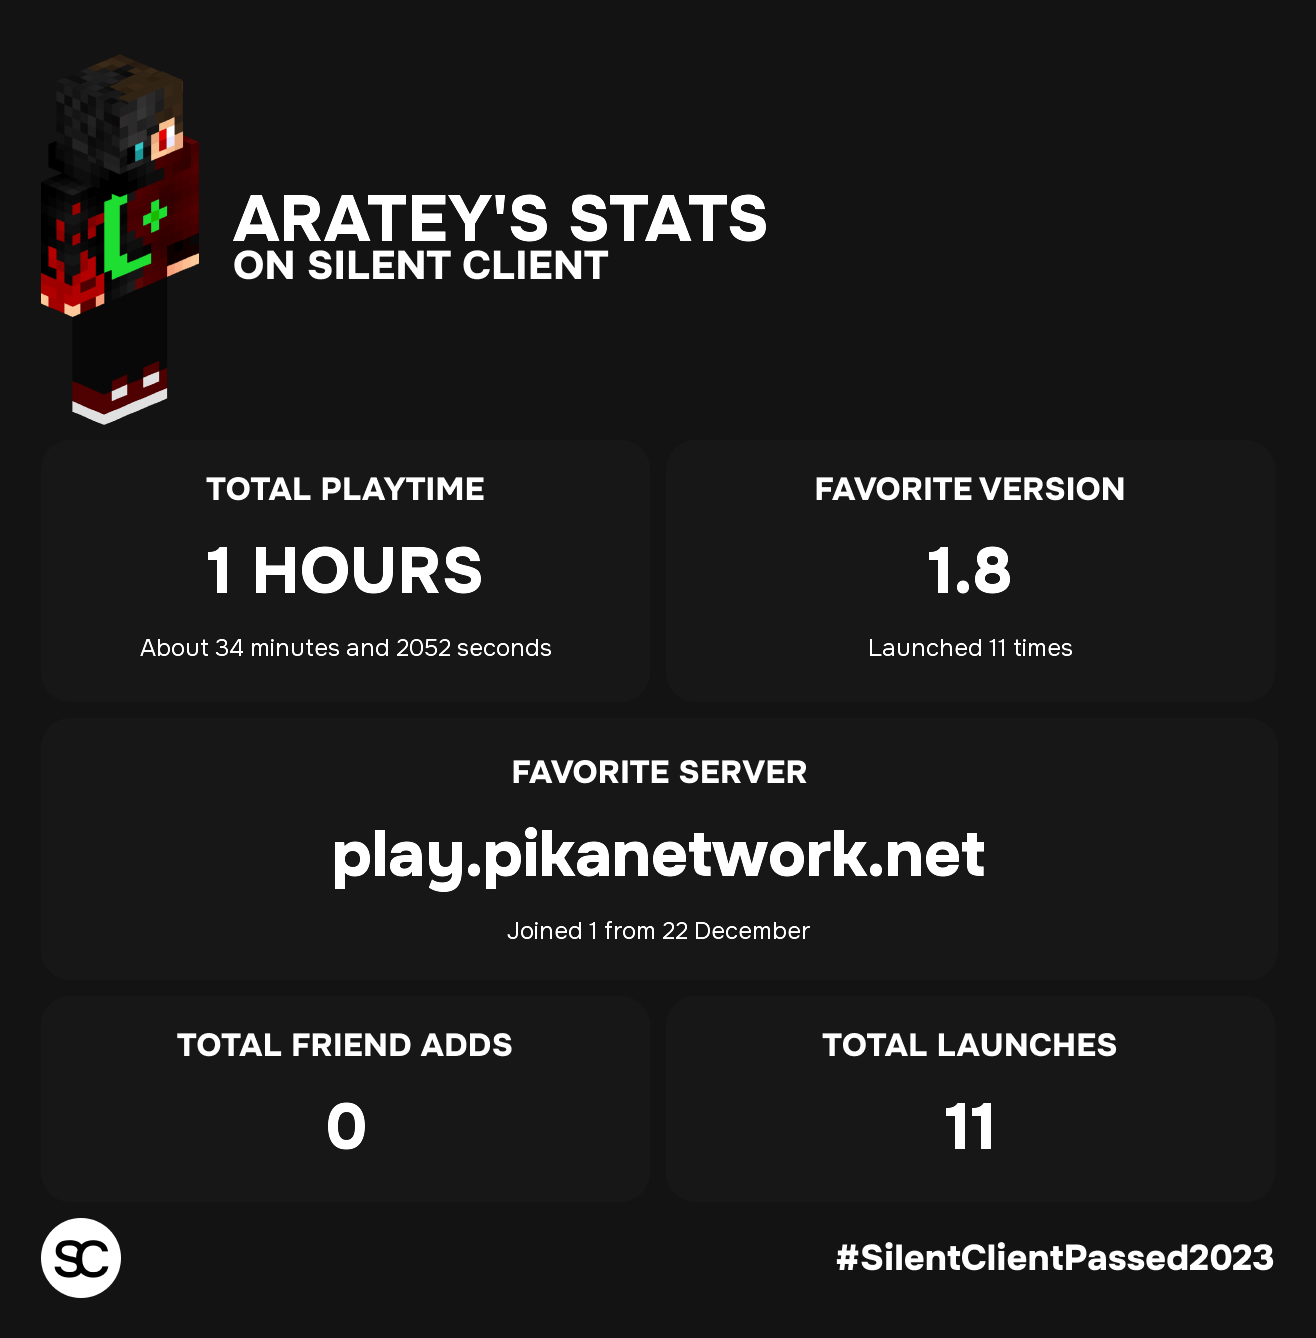 ARATEY'S STATS
ON SILENT CLIENT
TOTAL PLAYTIME
1 HOURS
About 34 minutes and 2052 seconds
FAVORITE VERSION
1.8
Launched 11 times
FAVORITE SERVER
play.pikanetwork.net
Joined 1 from 22 December
TOTAL FRIEND ADDS
0
TOTAL LAUNCHES
11
SC
#SilentClientPassed2023